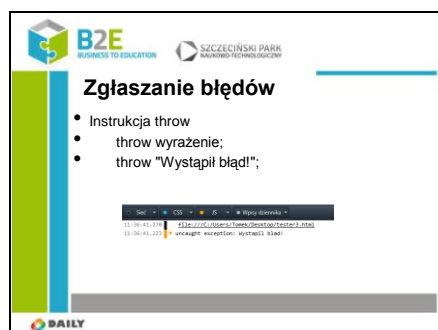 B2E
BUSINESS TO EDUCATION
SZCZECIŃSKI PARK
NAUKOWO-TECHNOLOGICZNY
Zgłaszanie błędów
• Instrukcja throw
• throw wyrażenie;
• throw "Wystąpił błąd!";
Sieć CSS JS Wpisy dziennika
11:36:41.270 file:///C:/Users/Tomek/Desktop/tester3.html
11:36:41.223 × uncaught exception: Wystąpił błąd!
DAILY